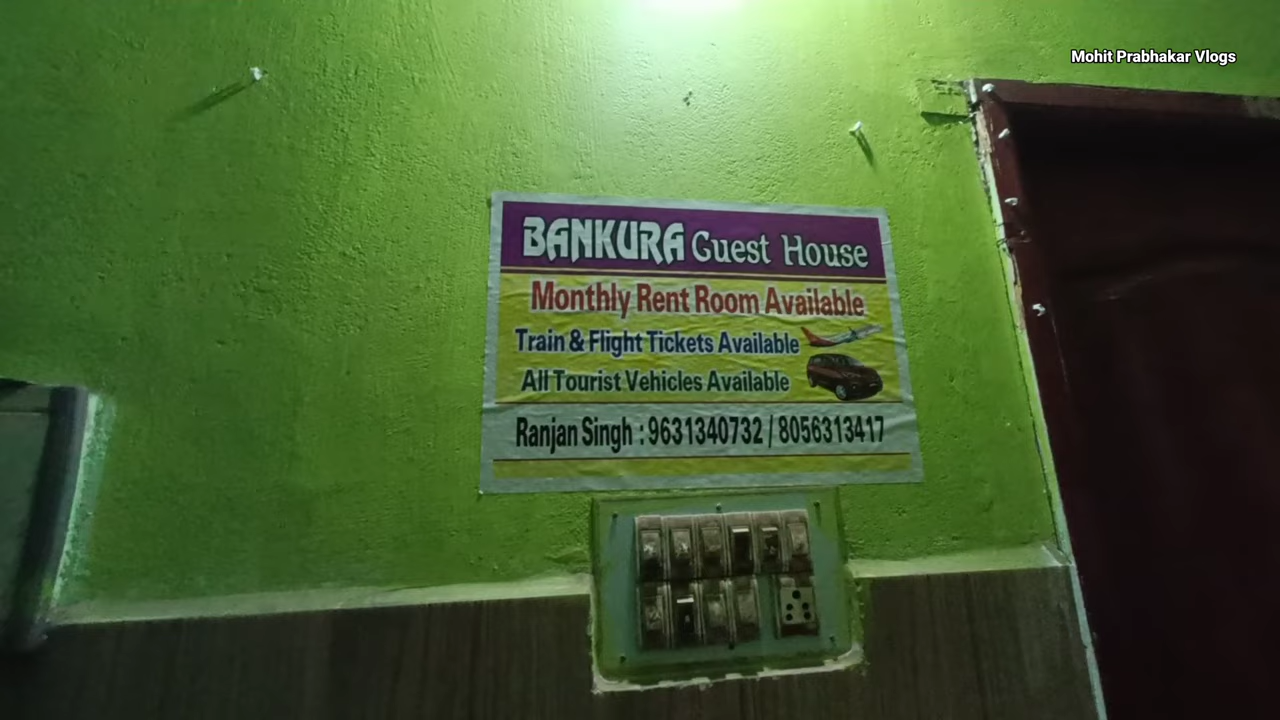 Mohit Prabhakar Vlogs
BANKURA Guest House
Monthly Rent Room Available
Train & Flight Tickets Available
All Tourist Vehicles Available
Ranjan Singh : 9631340732 / 8056313417